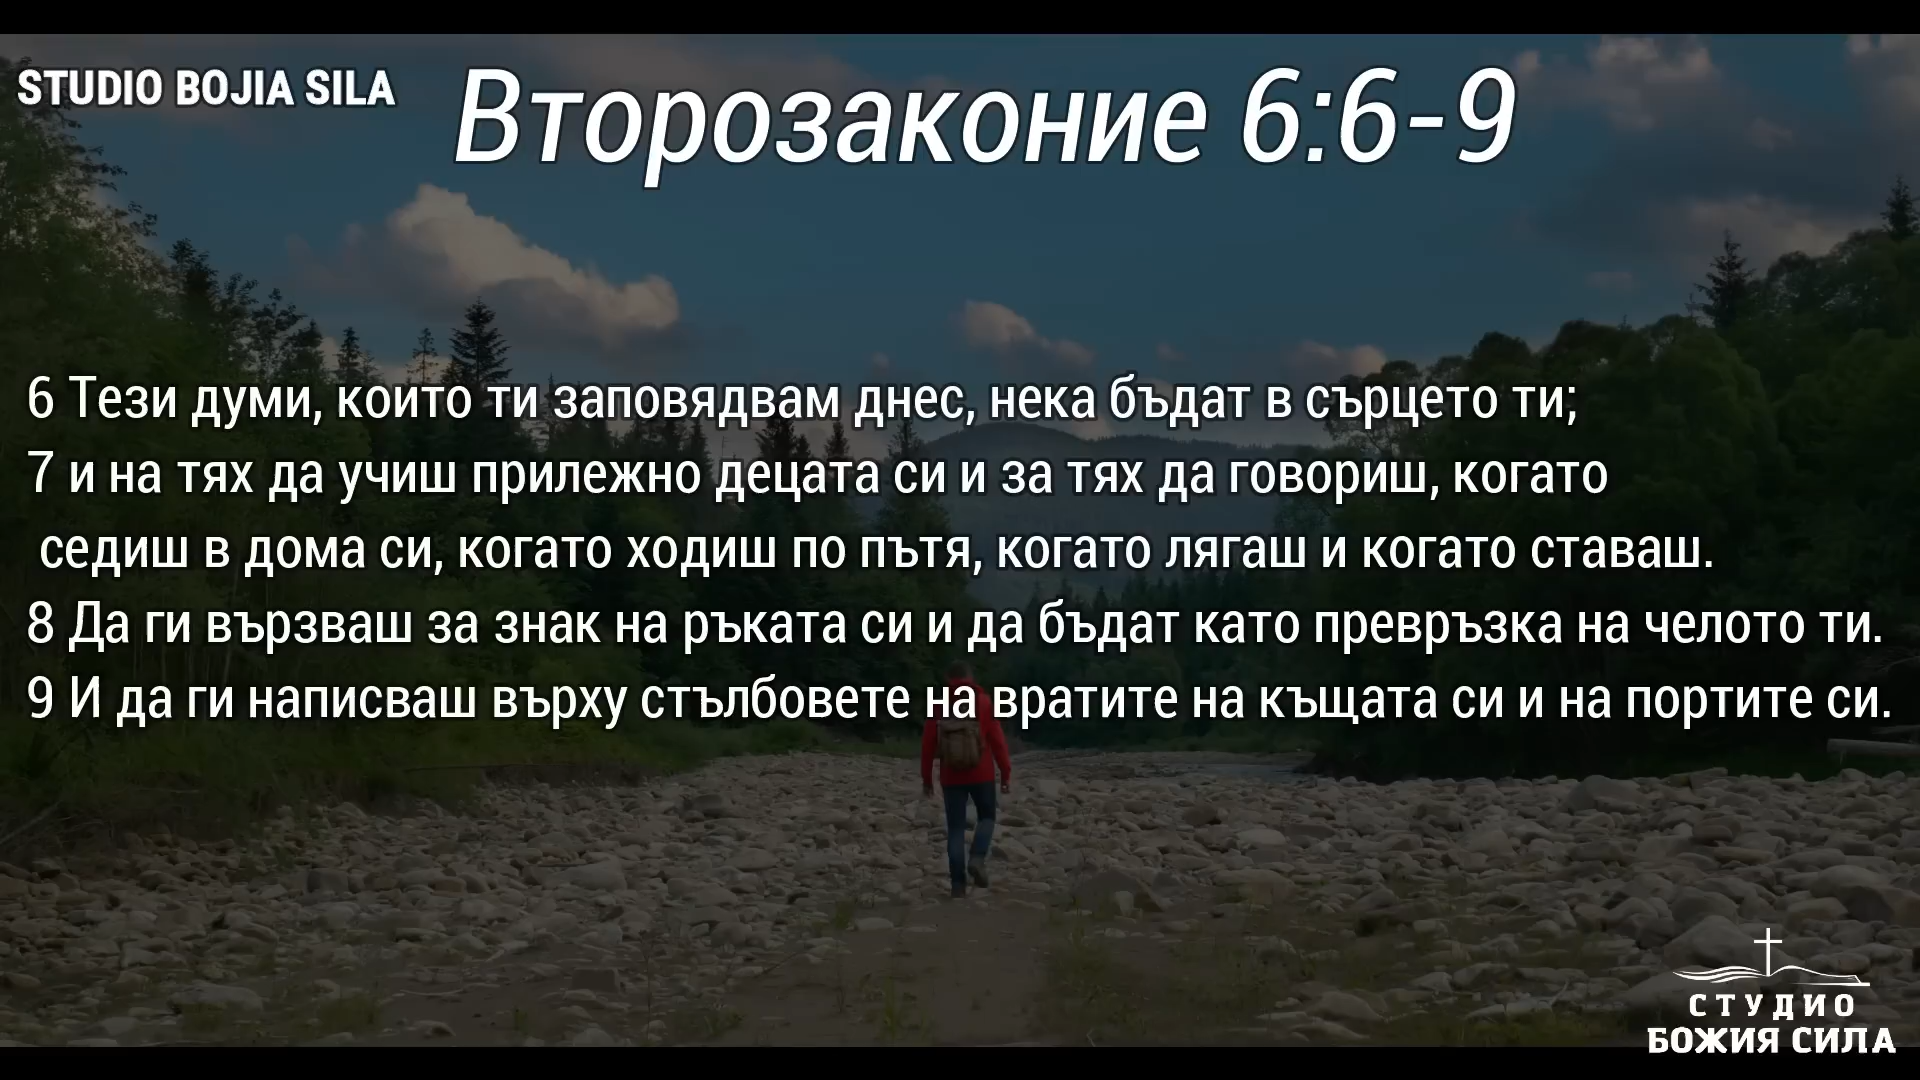 STUDIO BOJIA SILA
Второзаконие 6:6-9
6 Тези думи, които ти заповядвам днес, нека бъдат в сърцето ти;
7 и на тях да учиш прилежно децата си и за тях да говориш, когато
седиш в дома си, когато ходиш по пътя, когато лягаш и когато ставаш.
8 Да ги вързваш за знак на ръката си и да бъдат като превръзка на челото ти.
9 И да ги написваш върху стълбовете на вратите на къщата си и на портите си.
СТУДИО
БОЖИЯ СИЛА